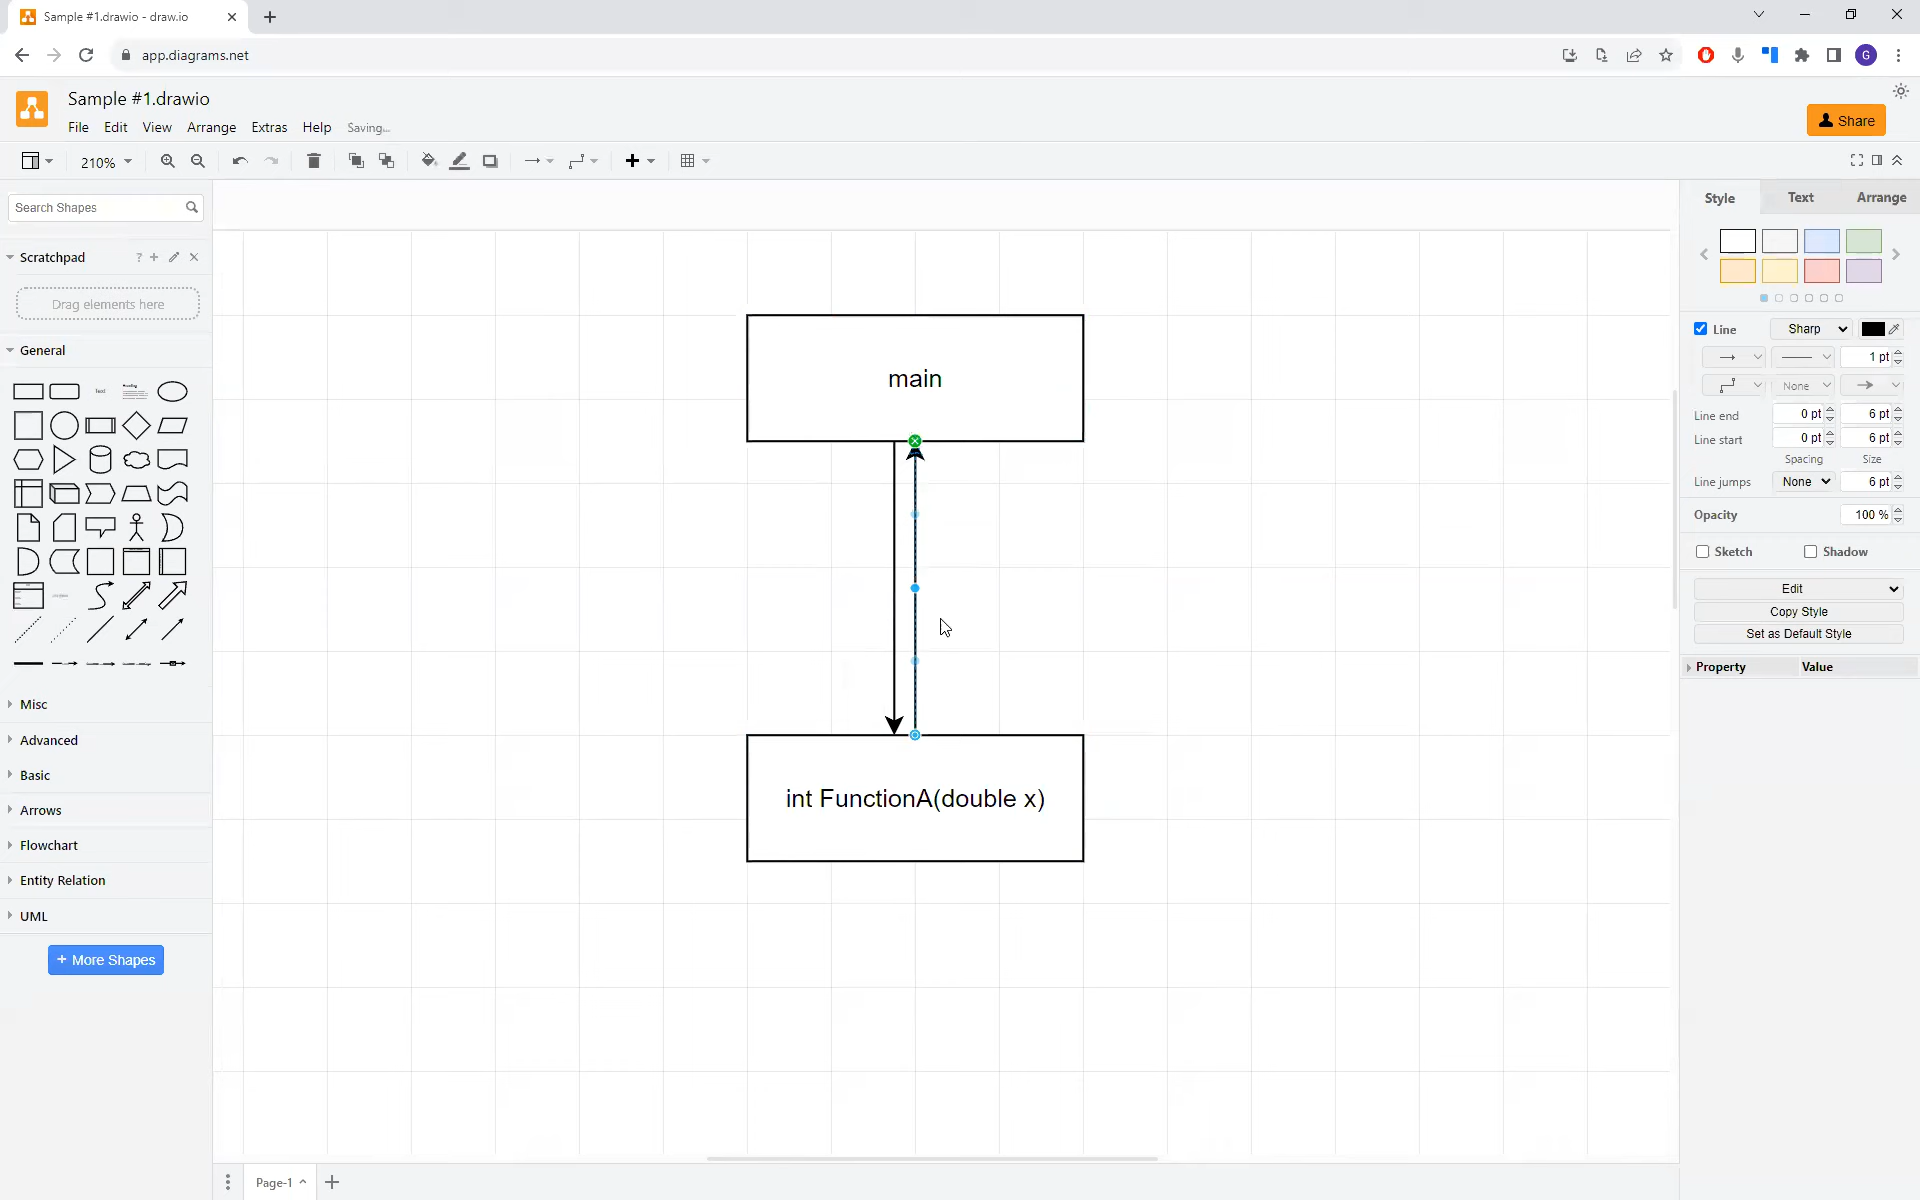 Sample #1.drawio - draw.io
app.diagrams.net
G
Sample #1.drawio
File Edit View Arrange Extras Help Saving...
Share
210%
Search Shapes
Style Text Arrange
Scratchpad ?
Drag elements here
General
Text
Heading
Misc
Advanced
Basic
Arrows
Flowchart
Entity Relation
UML
+ More Shapes
main
int FunctionA(double x)
Line Sharp
1 pt
None
Line end 0 pt 6 pt
Line start 0 pt 6 pt
Spacing Size
Line jumps None 6 pt
Opacity 100 %
Sketch Shadow
Edit
Copy Style
Set as Default Style
Property Value
Page-1